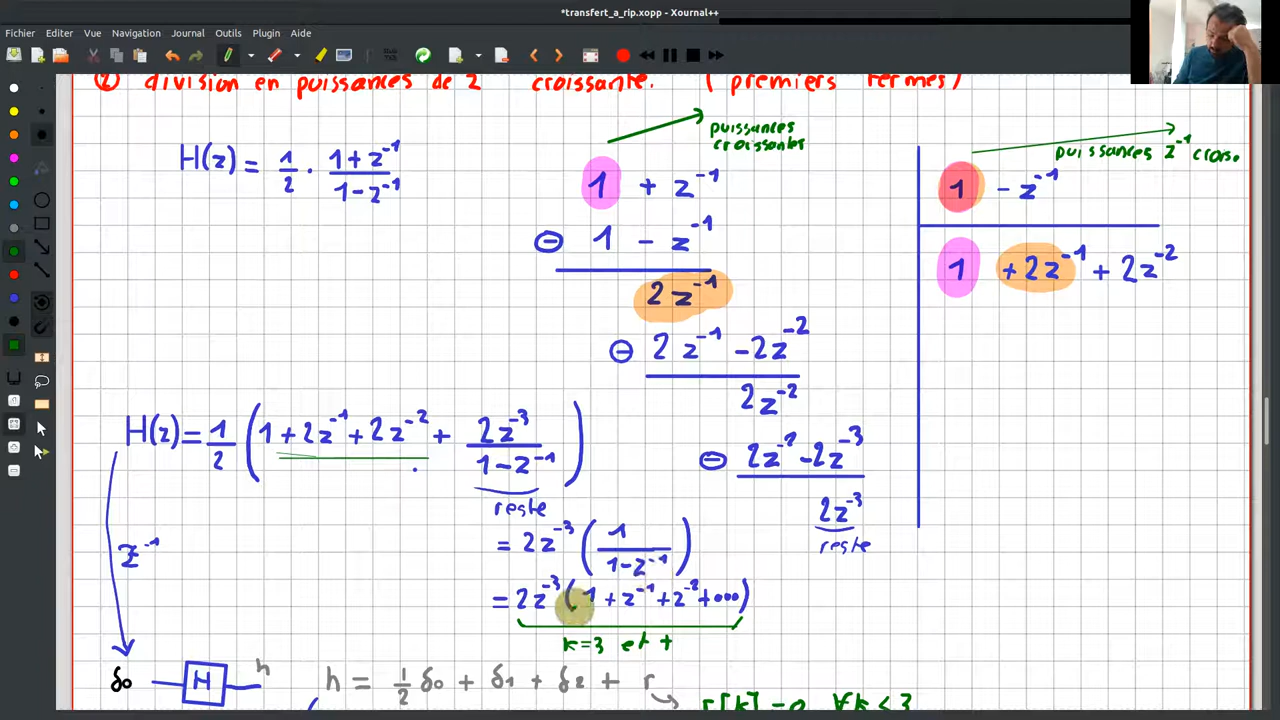 *transfert_a_rip.xopp - Xournal++
Fichier Editer Vue Navigation Journal Outils Plugin Aide
② division en puissances de z croissante. (premiers termes)
puissances croissantes
puissances z⁻¹ croiss.
H(z) = 1/2 · (1+z⁻¹)/(1-z⁻¹)
1 + z⁻¹
1 - z⁻¹
⊖ 1 - z⁻¹
1 + 2z⁻¹ + 2z⁻²
2z⁻¹
⊖ 2z⁻¹ - 2z⁻²
2z⁻²
H(z) = 1/2 (1 + 2z⁻¹ + 2z⁻² + 2z⁻³/(1-z⁻¹))
⊖ 2z⁻² - 2z⁻³
reste
2z⁻³
reste
= 2z⁻³ (1/(1-z⁻¹))
Z⁻¹
= 2z⁻³ (1 + z⁻¹ + z⁻² + ...)
k=3 et +
δ0 H h
h = 1/2 δ0 + δ1 + δ2 + r
r[k] = 0 ∀k < 3